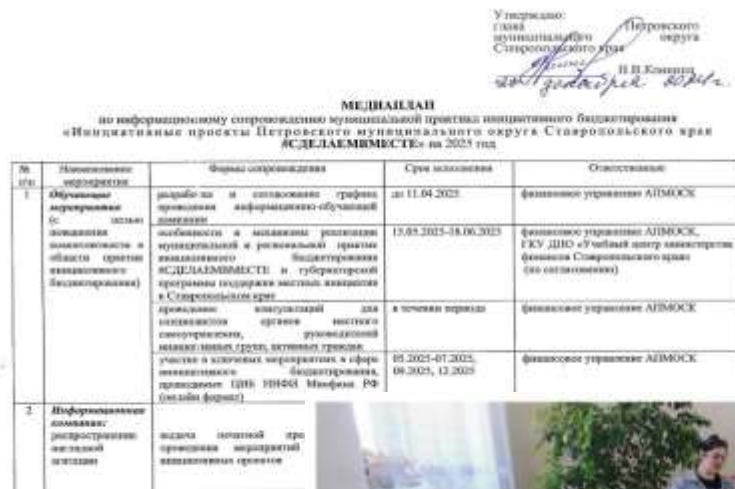 Утверждаю:
глава Петровского
муниципального округа
Ставропольского края
Н.В.Конкина
20 декабря 2024г.
МЕДИАПЛАН
по информационному сопровождению муниципальной практики инициативного бюджетирования
«Инициативные проекты Петровского муниципального округа Ставропольского края
#СДЕЛАЕМВМЕСТЕ» на 2025 год
№ п/п Наименование мероприятия Формы сопровождения Срок исполнения Ответственные
1 Обучающие мероприятия (с целью повышения компетентности в области практик инициативного бюджетирования)
разработка и согласование графика проведения информационно-обучающей кампании
до 11.04.2025
финансовое управление АПМОСК
особенности и механизмы реализации муниципальной и региональной практик инициативного бюджетирования #СДЕЛАЕМВМЕСТЕ и губернаторской программы поддержки местных инициатив в Ставропольском крае
15.05.2025-18.06.2025
финансовое управление АПМОСК, ГКУ ДПО «Учебный центр министерства финансов Ставропольского края» (по согласованию)
проведение консультаций для специалистов органов местного самоуправления, руководителей инициативных групп, активных граждан
в течении периода
финансовое управление АПМОСК
участие в ключевых мероприятиях в сфере инициативного бюджетирования, проводимых ЦИБ НИФИ Минфина РФ (онлайн формат)
05.2025-07.2025, 09.2025, 12.2025
финансовое управление АПМОСК
2 Информационная компания: распространение наглядной агитации
выдача печатной про
проведения мероприятий
инициативных проектов